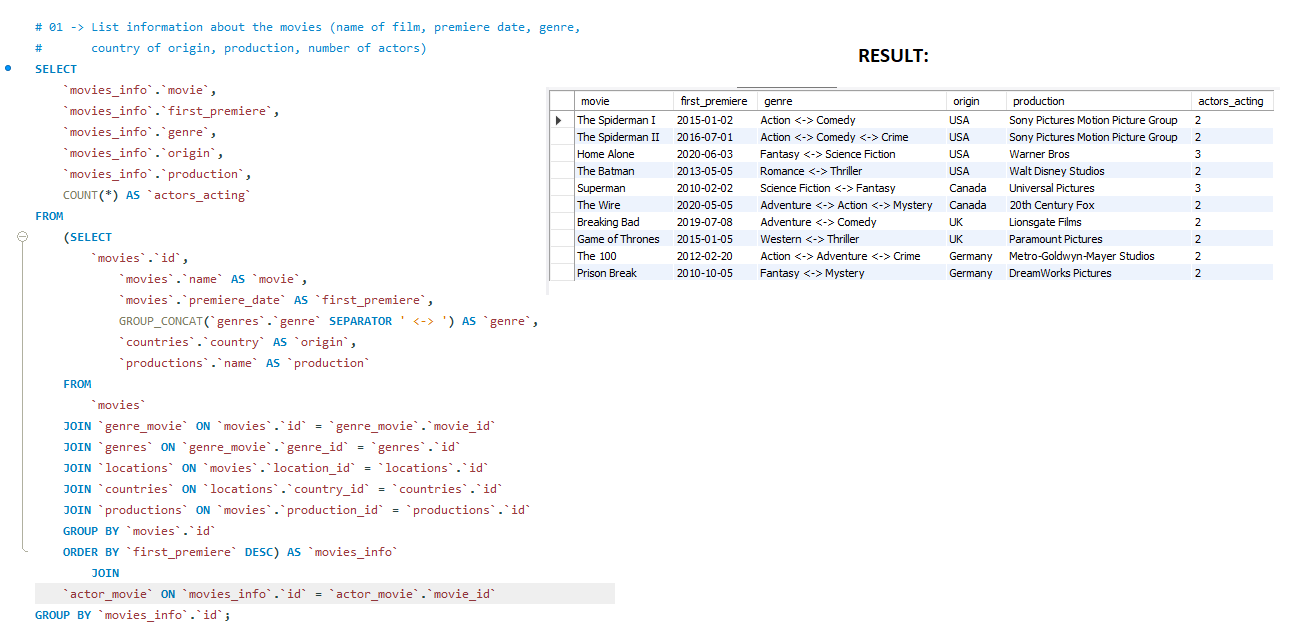 # 01 -> List information about the movies (name of film, premiere date, genre,
#       country of origin, production, number of actors)
SELECT
    `movies_info`.`movie`,
    `movies_info`.`first_premiere`,
    `movies_info`.`genre`,
    `movies_info`.`origin`,
    `movies_info`.`production`,
    COUNT(*) AS `actors_acting`
FROM
    (SELECT
        `movies`.`id`,
            `movies`.`name` AS `movie`,
            `movies`.`premiere_date` AS `first_premiere`,
            GROUP_CONCAT(`genres`.`genre` SEPARATOR ' <-> ') AS `genre`,
            `countries`.`country` AS `origin`,
            `productions`.`name` AS `production`
    FROM
        `movies`
    JOIN `genre_movie` ON `movies`.`id` = `genre_movie`.`movie_id`
    JOIN `genres` ON `genre_movie`.`genre_id` = `genres`.`id`
    JOIN `locations` ON `movies`.`location_id` = `locations`.`id`
    JOIN `countries` ON `locations`.`country_id` = `countries`.`id`
    JOIN `productions` ON `movies`.`production_id` = `productions`.`id`
    GROUP BY `movies`.`id`
    ORDER BY `first_premiere` DESC) AS `movies_info`
        JOIN
    `actor_movie` ON `movies_info`.`id` = `actor_movie`.`movie_id`
GROUP BY `movies_info`.`id`;
RESULT:
movie first_premiere genre origin production actors_acting
The Spiderman I 2015-01-02 Action <-> Comedy USA Sony Pictures Motion Picture Group 2
The Spiderman II 2016-07-01 Action <-> Comedy <-> Crime USA Sony Pictures Motion Picture Group 2
Home Alone 2020-06-03 Fantasy <-> Science Fiction USA Warner Bros 3
The Batman 2013-05-05 Romance <-> Thriller USA Walt Disney Studios 2
Superman 2010-02-02 Science Fiction <-> Fantasy Canada Universal Pictures 3
The Wire 2020-05-05 Adventure <-> Action <-> Mystery Canada 20th Century Fox 2
Breaking Bad 2019-07-08 Adventure <-> Comedy UK Lionsgate Films 2
Game of Thrones 2015-01-05 Western <-> Thriller UK Paramount Pictures 2
The 100 2012-02-20 Action <-> Adventure <-> Crime Germany Metro-Goldwyn-Mayer Studios 2
Prison Break 2010-10-05 Fantasy <-> Mystery Germany DreamWorks Pictures 2